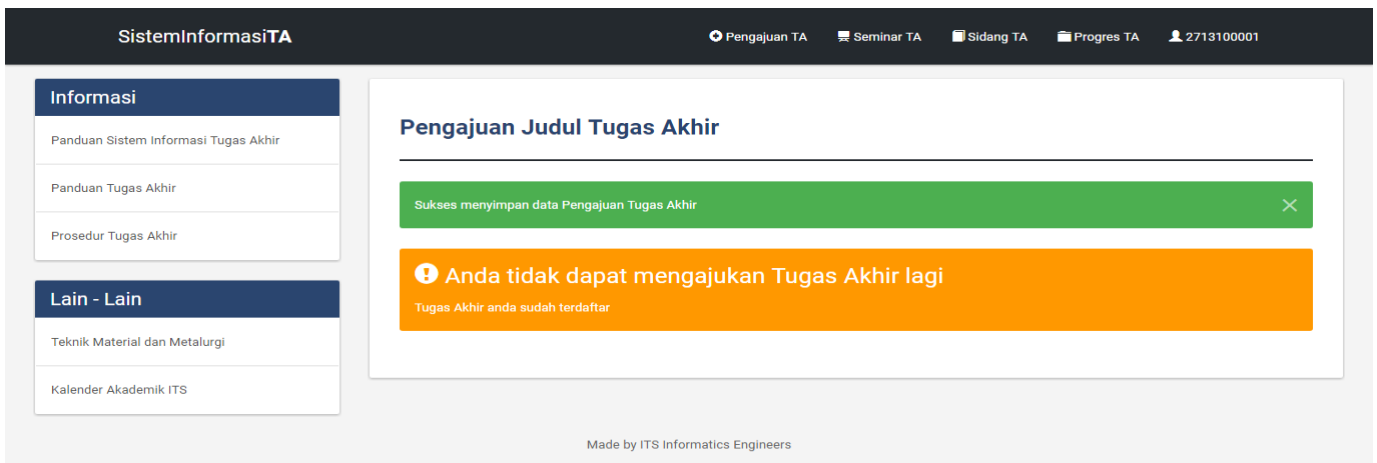 SistemInformasiTA
Pengajuan TA
Seminar TA
Sidang TA
Progres TA
2713100001
Informasi
Panduan Sistem Informasi Tugas Akhir
Panduan Tugas Akhir
Prosedur Tugas Akhir
Lain - Lain
Teknik Material dan Metalurgi
Kalender Akademik ITS
Pengajuan Judul Tugas Akhir
Sukses menyimpan data Pengajuan Tugas Akhir
Anda tidak dapat mengajukan Tugas Akhir lagi
Tugas Akhir anda sudah terdaftar
Made by ITS Informatics Engineers